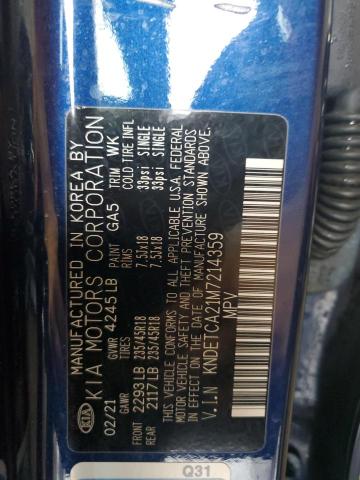 MANUFACTURED IN KOREA BY
KIA MOTORS CORPORATION
KIA
02/21 PAINT GA5 TRIM WK
GVWR 4245LB RIMS COLD TIRE INFL
FRONT 2293LB 235/45R18 7.5JX18 33psi SINGLE
REAR 2117LB 235/45R18 7.5JX18 33psi SINGLE
THIS VEHICLE CONFORMS TO ALL APPLICABLE U.S.A. FEDERAL
MOTOR VEHICLE SAFETY, BUMPER, AND THEFT PREVENTION
STANDARDS IN EFFECT ON THE DATE OF MANUFACTURE SHOWN ABOVE.
V.I.N KNDETCA21M7214359
MPV
Q31